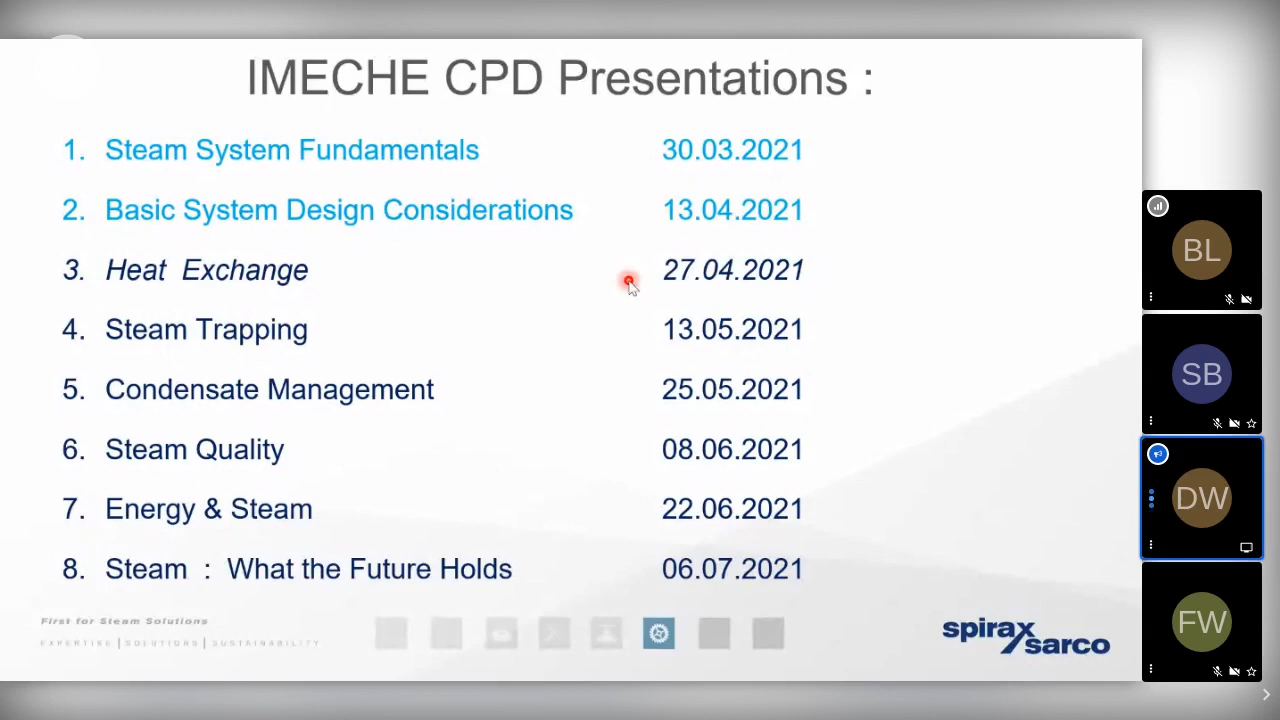 IMECHE CPD Presentations :
1. Steam System Fundamentals 30.03.2021
2. Basic System Design Considerations 13.04.2021
3. Heat Exchange 27.04.2021
4. Steam Trapping 13.05.2021
5. Condensate Management 25.05.2021
6. Steam Quality 08.06.2021
7. Energy & Steam 22.06.2021
8. Steam : What the Future Holds 06.07.2021
First for Steam Solutions
EXPERTISE | SOLUTIONS | SUSTAINABILITY
spirax
sarco
BL
SB
DW
FW